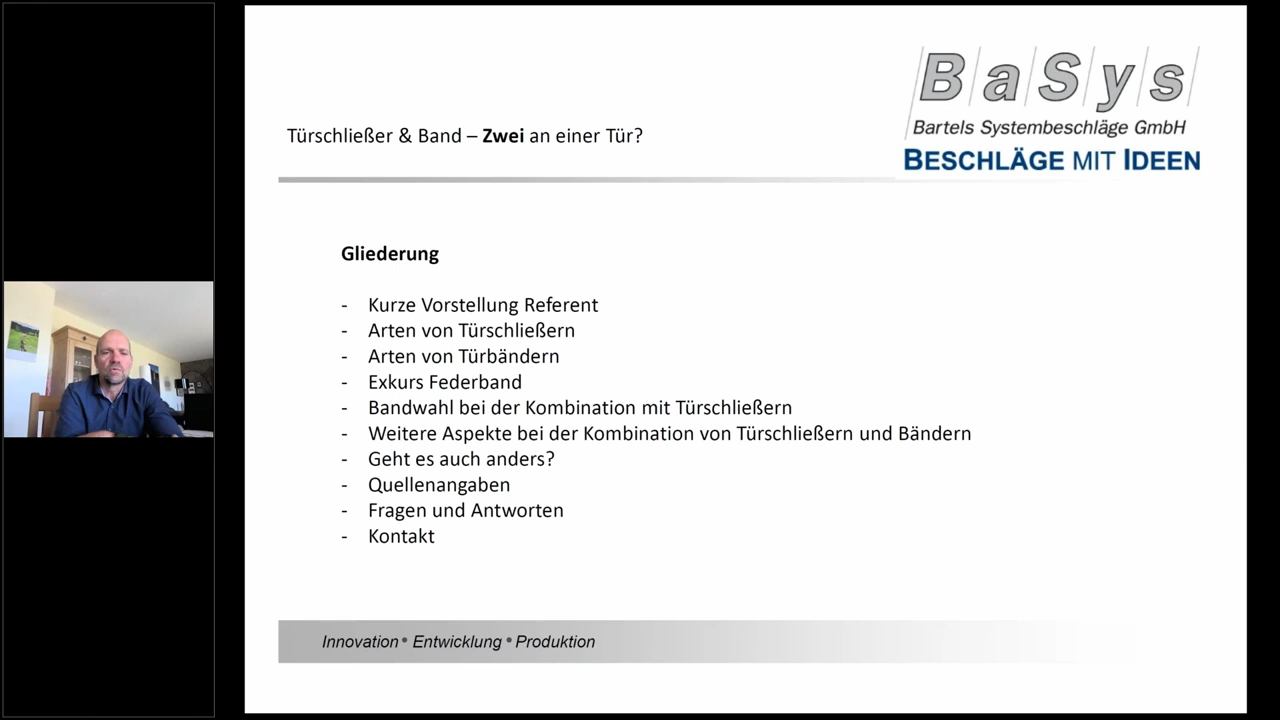 BaSys
Bartels Systembeschläge GmbH
BESCHLÄGE MIT IDEEN
Türschließer & Band – Zwei an einer Tür?
Gliederung
- Kurze Vorstellung Referent
- Arten von Türschließern
- Arten von Türbändern
- Exkurs Federband
- Bandwahl bei der Kombination mit Türschließern
- Weitere Aspekte bei der Kombination von Türschließern und Bändern
- Geht es auch anders?
- Quellenangaben
- Fragen und Antworten
- Kontakt
Innovation • Entwicklung • Produktion